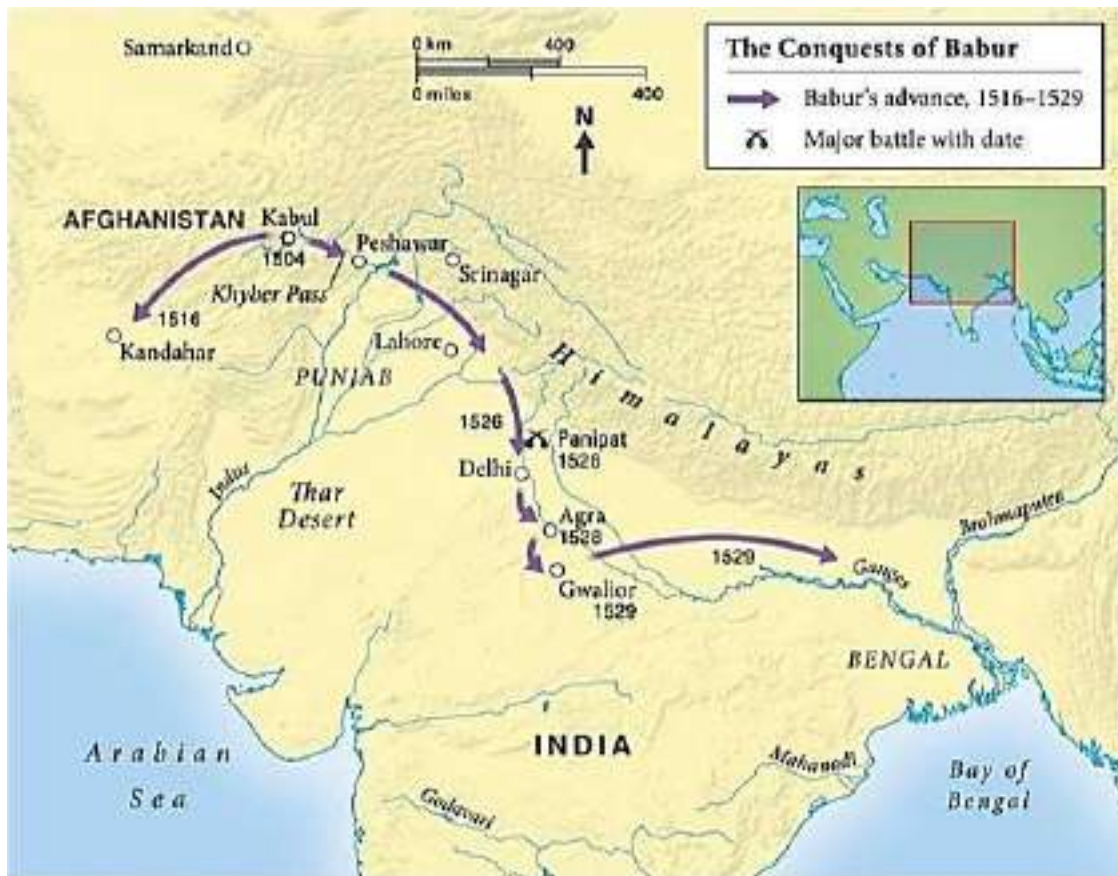 Samarkand
0 km 400
0 miles 400
N
The Conquests of Babur
Babur's advance, 1516–1529
Major battle with date
AFGHANISTAN
Kabul
1504
Peshawar
Srinagar
Khyber Pass
1516
Kandahar
Lahore
PUNJAB
Himalayas
1526
Panipat
1526
Delhi
Indus
Thar
Desert
Agra
1526
Brahmaputra
1529
Ganges
Gwalior
1529
BENGAL
INDIA
Arabian
Sea
Mahanadi
Godavari
Bay of
Bengal